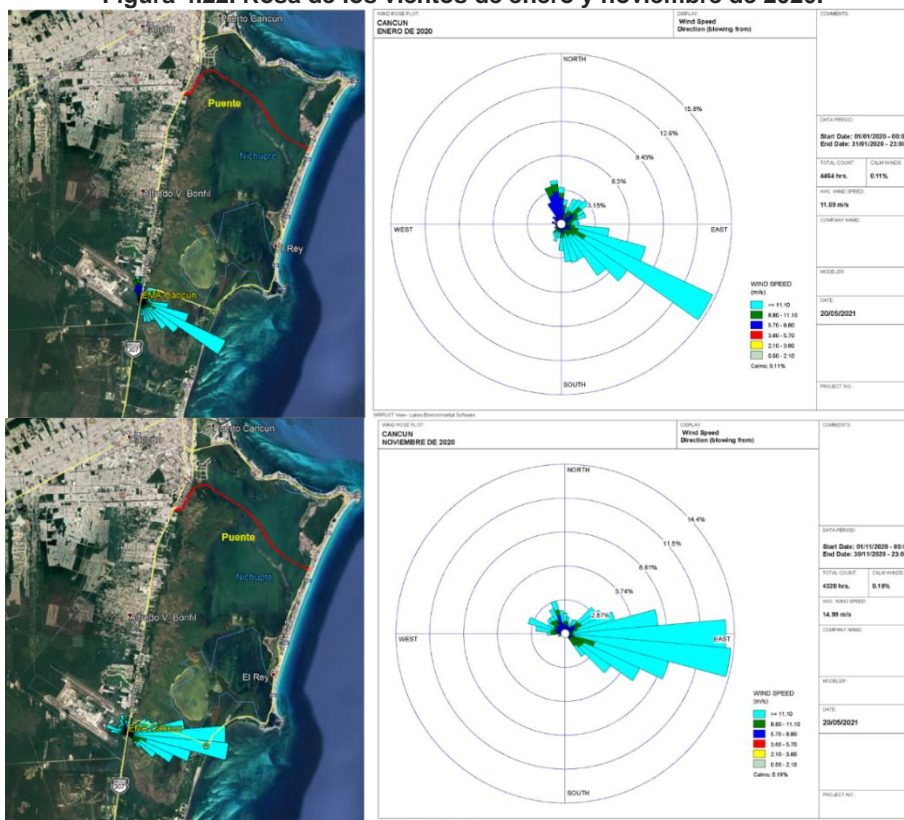 Figura 4.22. Rosa de los vientos de enero y noviembre de 2020.
Puerto Cancun
Cancún
Puente
Nichupte
Alfredo V. Bonfil
El Rey
EMA Cancun
307
WIND ROSE PLOT:
CANCUN
ENERO DE 2020
DISPLAY:
Wind Speed
Direction (blowing from)
NORTH
15.8%
12.6%
9.45%
6.3%
3.15%
WEST
EAST
SOUTH
WIND SPEED
(m/s)
>= 11.10
8.80 - 11.10
5.70 - 8.80
3.60 - 5.70
2.10 - 3.60
0.50 - 2.10
Calms: 0.11%
COMMENTS:
DATA PERIOD:
Start Date: 01/01/2020 - 00:0
End Date: 31/01/2020 - 23:0
TOTAL COUNT:
4464 hrs.
CALM WINDS:
0.11%
AVG. WIND SPEED:
COMPANY NAME:
MODELER:
DATE:
20/05/2021
PROJECT NO.:
WRPLOT View - Lakes Environmental Software
Puerto Cancun
Puente
Nichupte
Alfredo V. Bonfil
El Rey
EMA Cancun
307
WIND ROSE PLOT:
CANCUN
NOVIEMBRE DE 2020
DISPLAY:
Wind Speed
Direction (blowing from)
NORTH
14.4%
11.5%
8.61%
5.74%
2.87%
WEST
EAST
SOUTH
WIND SPEED
(m/s)
>= 11.10
8.80 - 11.10
5.70 - 8.80
3.60 - 5.70
2.10 - 3.60
0.50 - 2.10
Calms: 0.19%
COMMENTS:
DATA PERIOD:
Start Date: 01/11/2020 - 00:0
End Date: 30/11/2020 - 23:0
TOTAL COUNT:
4320 hrs.
CALM WINDS:
0.19%
AVG. WIND SPEED:
14.99 m/s
COMPANY NAME:
MODELER:
DATE:
20/05/2021
PROJECT NO.: